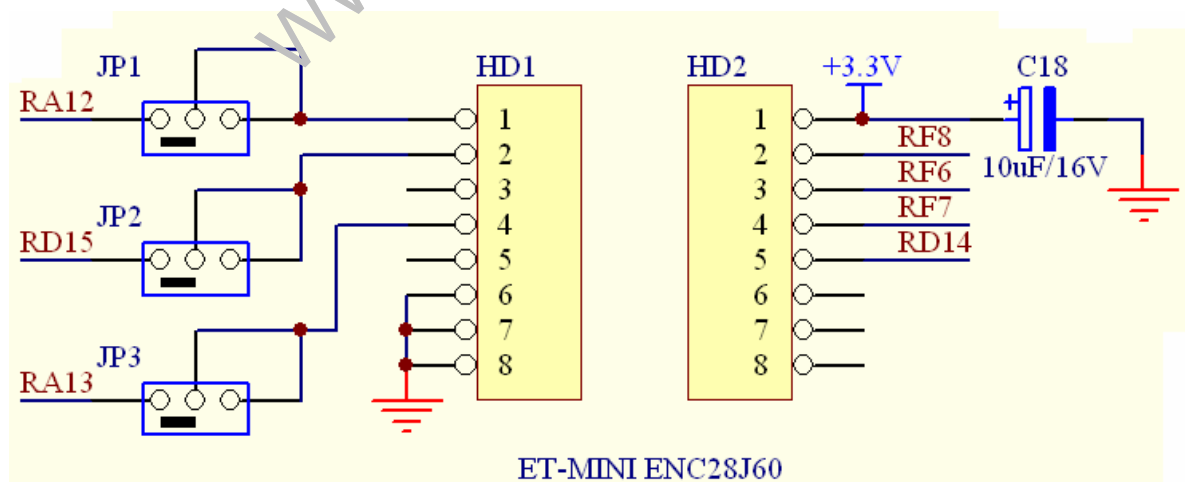 ww
JP1
RA12
JP2
RD15
JP3
RA13
HD1
1
2
3
4
5
6
7
8
HD2
1
2
3
4
5
6
7
8
+3.3V
RF8
RF6
RF7
RD14
C18
+
10uF/16V
ET-MINI ENC28J60